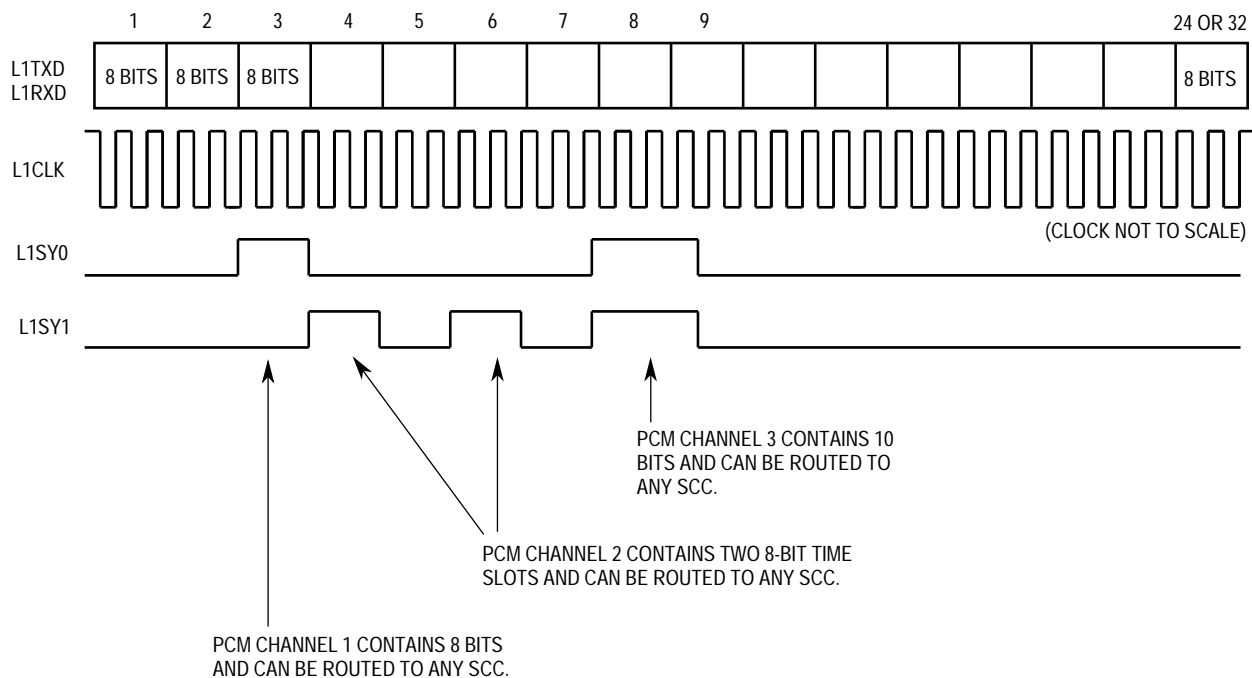 1 2 3 4 5 6 7 8 9 24 OR 32
L1TXD
L1RXD
8 BITS 8 BITS 8 BITS 8 BITS
L1CLK
(CLOCK NOT TO SCALE)
L1SY0
L1SY1
PCM CHANNEL 3 CONTAINS 10
BITS AND CAN BE ROUTED TO
ANY SCC.
PCM CHANNEL 2 CONTAINS TWO 8-BIT TIME
SLOTS AND CAN BE ROUTED TO ANY SCC.
PCM CHANNEL 1 CONTAINS 8 BITS
AND CAN BE ROUTED TO ANY SCC.